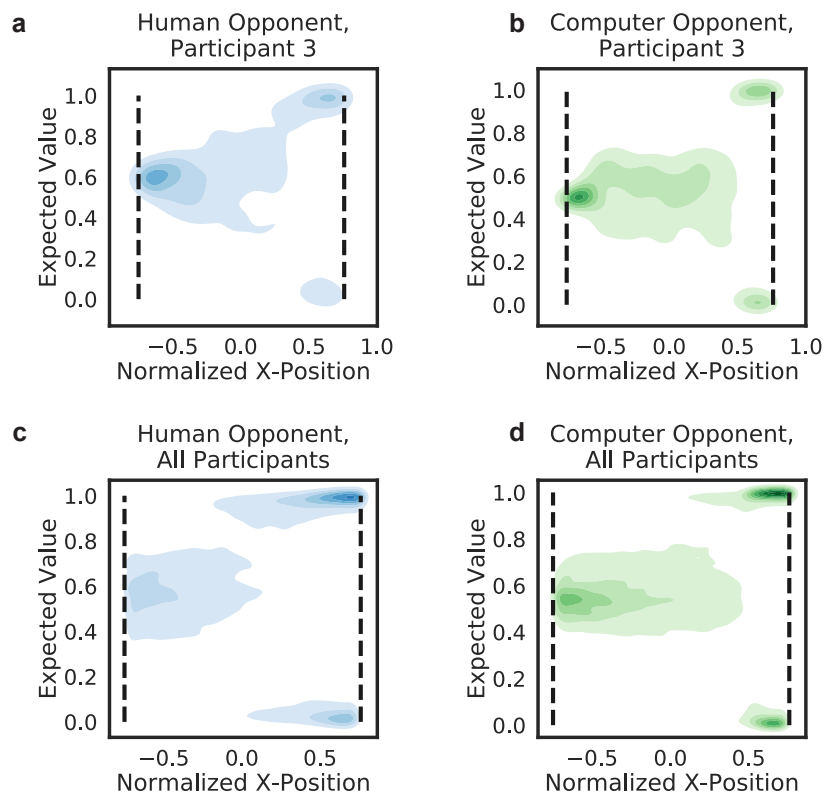 a
Human Opponent,
Participant 3
Expected Value
1.0
0.8
0.6
0.4
0.2
0.0
−0.5 0.0 0.5 1.0
Normalized X-Position
b
Computer Opponent,
Participant 3
Expected Value
1.0
0.8
0.6
0.4
0.2
0.0
−0.5 0.0 0.5 1.0
Normalized X-Position
c
Human Opponent,
All Participants
Expected Value
1.0
0.8
0.6
0.4
0.2
0.0
−0.5 0.0 0.5
Normalized X-Position
d
Computer Opponent,
All Participants
Expected Value
1.0
0.8
0.6
0.4
0.2
0.0
−0.5 0.0 0.5
Normalized X-Position